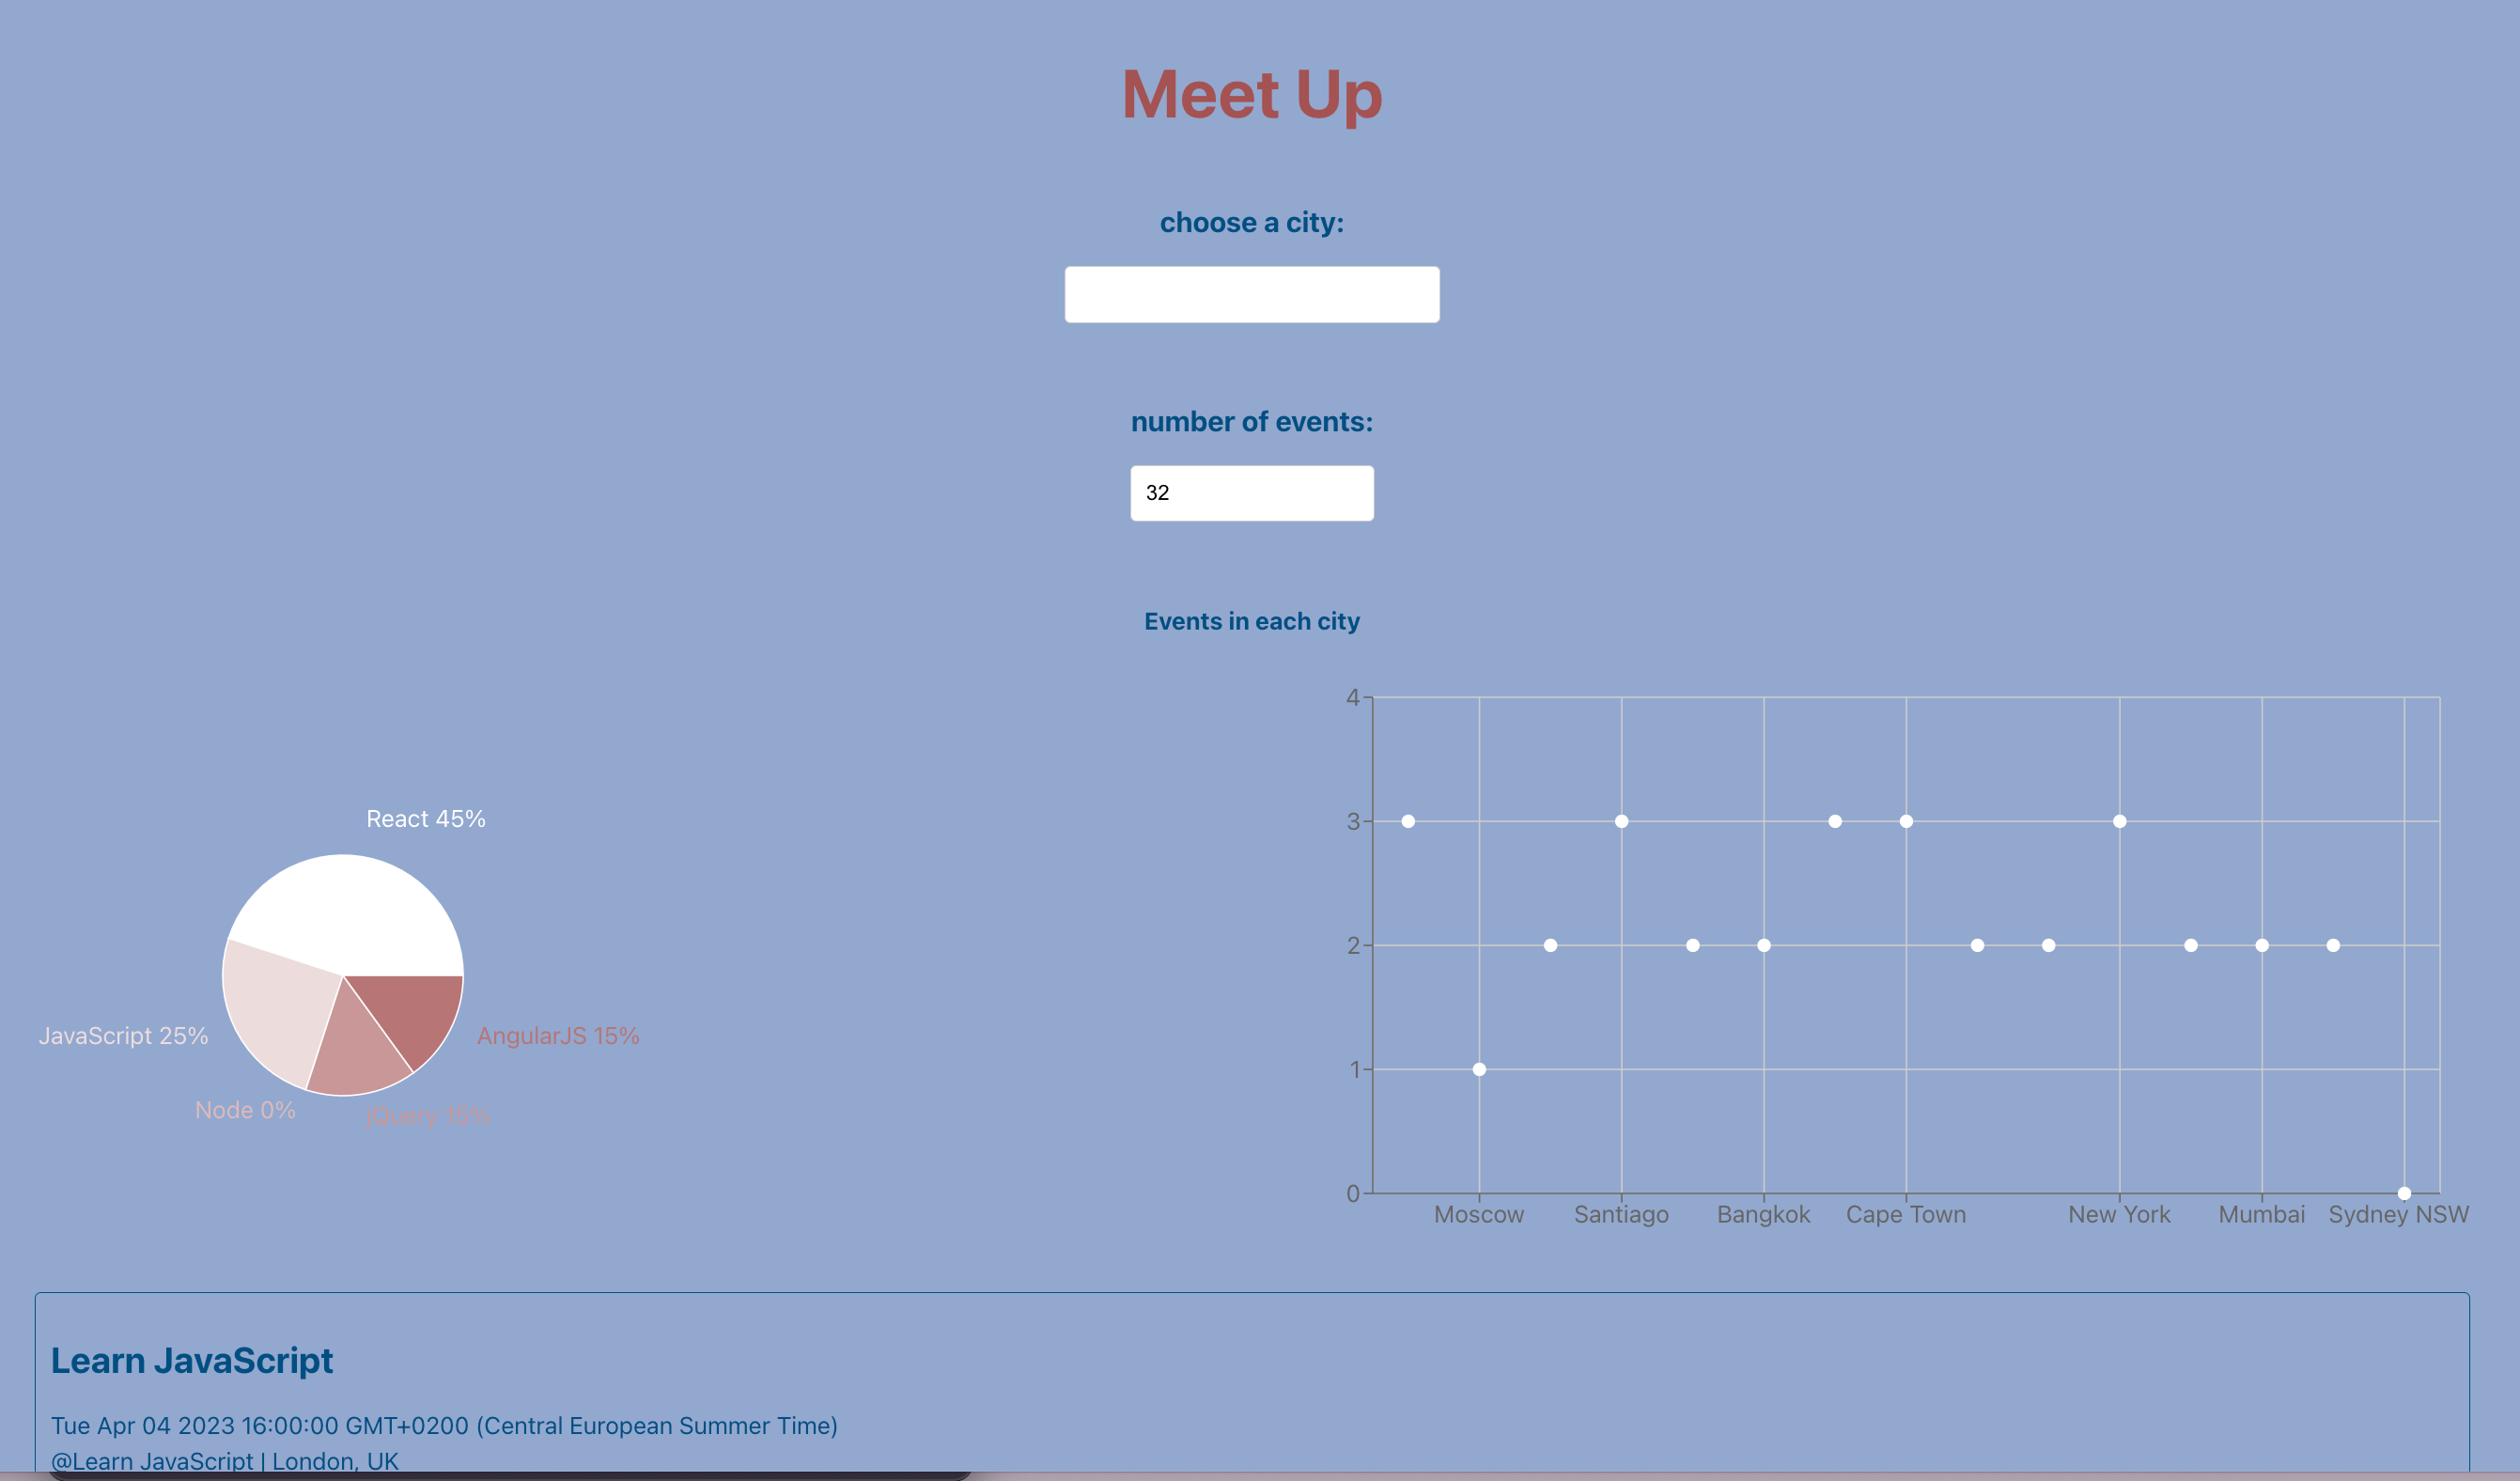 Meet Up
choose a city:
number of events:
32
Events in each city
React 45%
JavaScript 25%
AngularJS 15%
Node 0%
jQuery 15%
4
3
2
1
0
Moscow Santiago Bangkok Cape Town New York Mumbai Sydney NSW
Learn JavaScript
Tue Apr 04 2023 16:00:00 GMT+0200 (Central European Summer Time)
@Learn JavaScript | London, UK